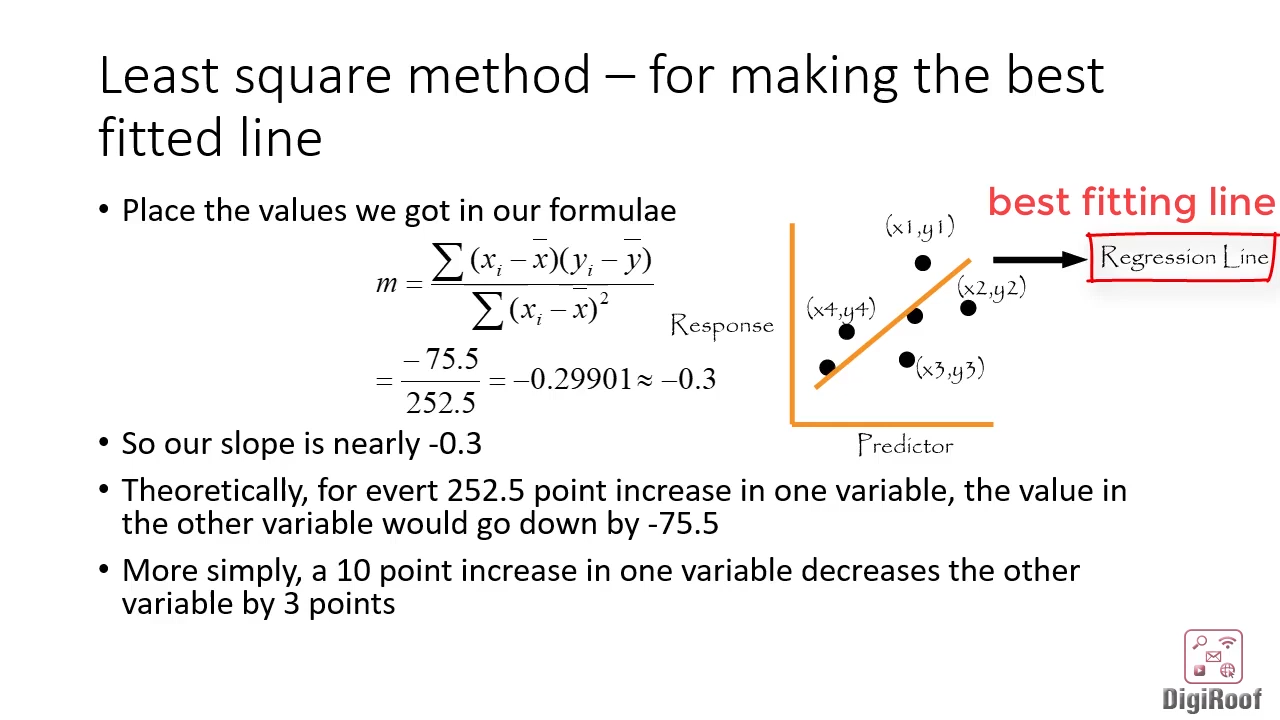 Least square method – for making the best
fitted line
• Place the values we got in our formulae
m = ∑(xᵢ – x̄)(yᵢ – ȳ) / ∑(xᵢ – x̄)²
= –75.5 / 252.5 = –0.29901 ≈ –0.3
best fitting line
Regression Line
(x1,y1)
(x2,y2)
(x4,y4)
Response
(x3,y3)
Predictor
• So our slope is nearly -0.3
• Theoretically, for evert 252.5 point increase in one variable, the value in
the other variable would go down by -75.5
• More simply, a 10 point increase in one variable decreases the other
variable by 3 points
DigiRoof